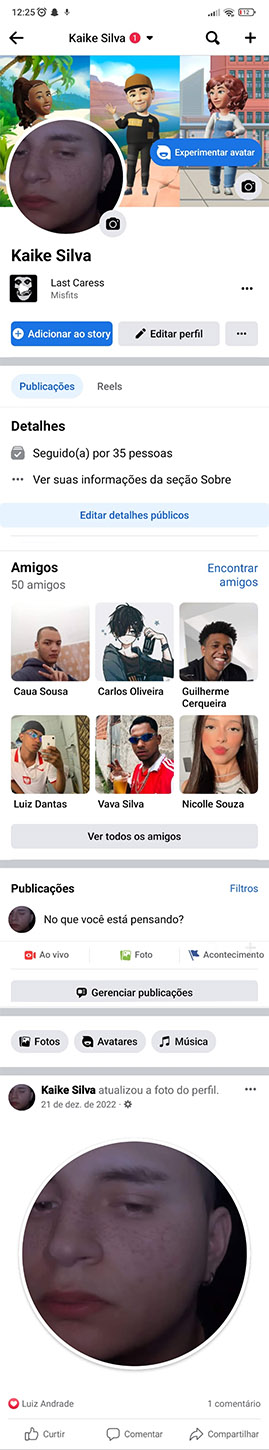 12:25
12
Kaike Silva 1
Experimentar avatar
Kaike Silva
Last Caress
Misfits
Adicionar ao story
Editar perfil
Publicações
Reels
Detalhes
Seguido(a) por 35 pessoas
Ver suas informações da seção Sobre
Editar detalhes públicos
Amigos
50 amigos
Encontrar
amigos
Caua Sousa
Carlos Oliveira
Guilherme
Cerqueira
Luiz Dantas
Vava Silva
Nicolle Souza
Ver todos os amigos
Publicações
Filtros
No que você está pensando?
Ao vivo
Foto
Acontecimento
Gerenciar publicações
Fotos
Avatares
Música
Kaike Silva atualizou a foto do perfil.
21 de dez. de 2022 ·
Luiz Andrade
1 comentário
Curtir
Comentar
Compartilhar